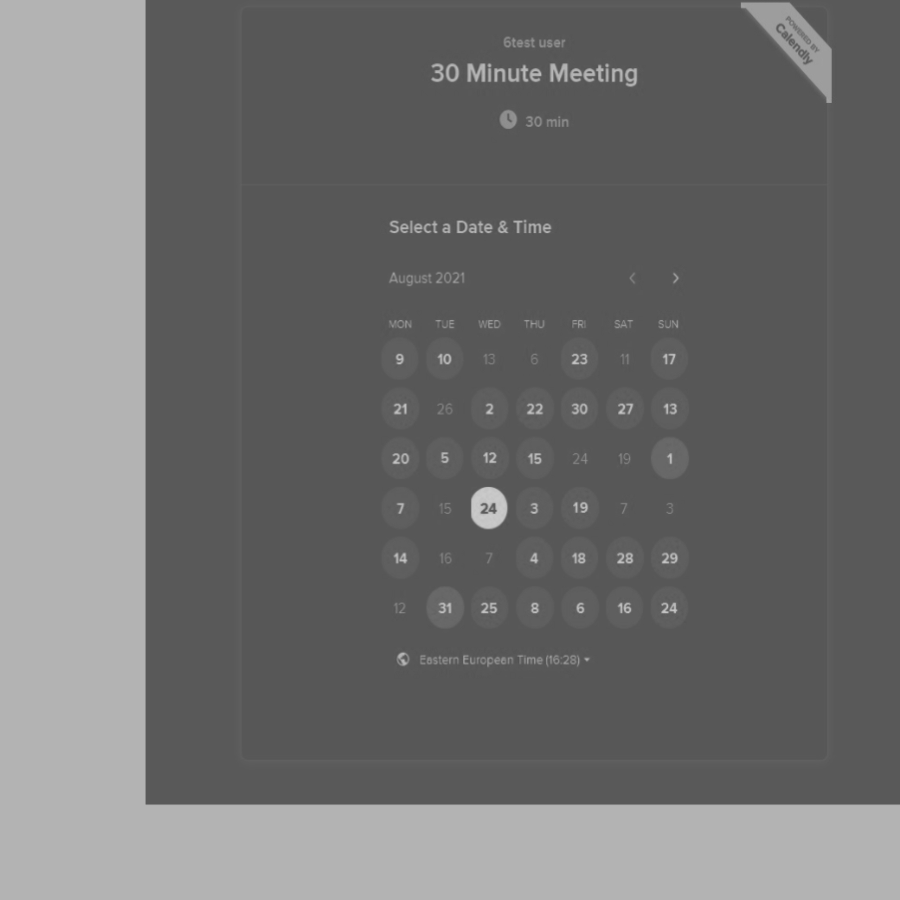 6test user
POWERED BY
Calendly
30 Minute Meeting
30 min
Select a Date & Time
August 2021
MON TUE WED THU FRI SAT SUN
9 10 13 6 23 11 17
21 26 2 22 30 27 13
20 5 12 15 24 19 1
7 15 24 3 19 7 3
14 16 7 4 18 28 29
12 31 25 8 6 16 24
Eastern European Time (16:28)